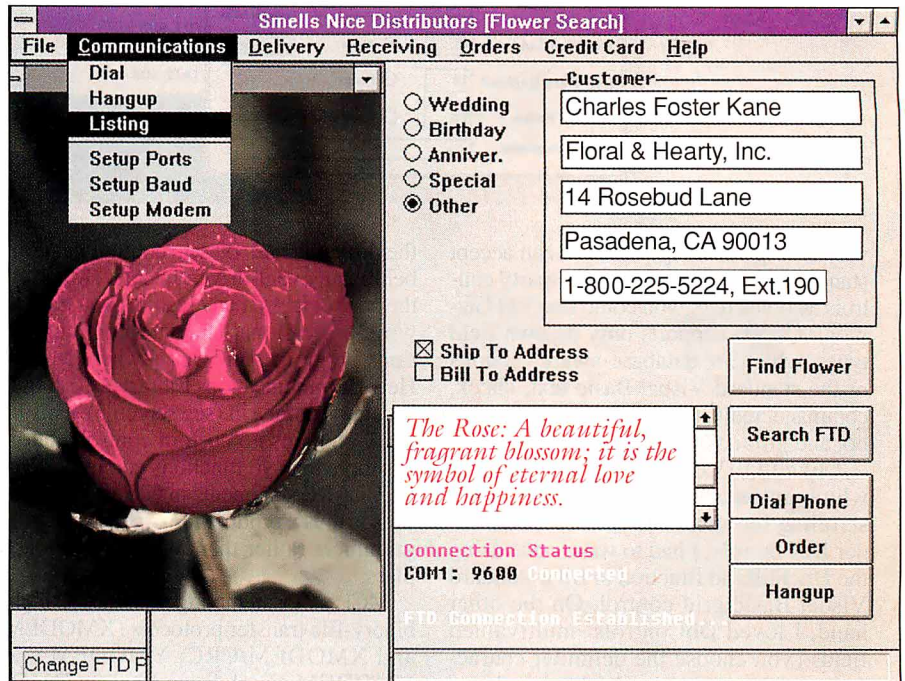 Smells Nice Distributors [Flower Search]
File Communications Delivery Receiving Orders Credit Card Help
Dial
Hangup
Listing
Setup Ports
Setup Baud
Setup Modem
Wedding
Birthday
Anniver.
Special
Other
Customer
Charles Foster Kane
Floral & Hearty, Inc.
14 Rosebud Lane
Pasadena, CA 90013
1-800-225-5224, Ext.190
Ship To Address
Bill To Address
Find Flower
Search FTD
Dial Phone
Order
Hangup
The Rose: A beautiful,
fragrant blossom; it is the
symbol of eternal love
and happiness.
Connection Status
COM1: 9600 Connected
FTD Connection Established...
Change FTD P